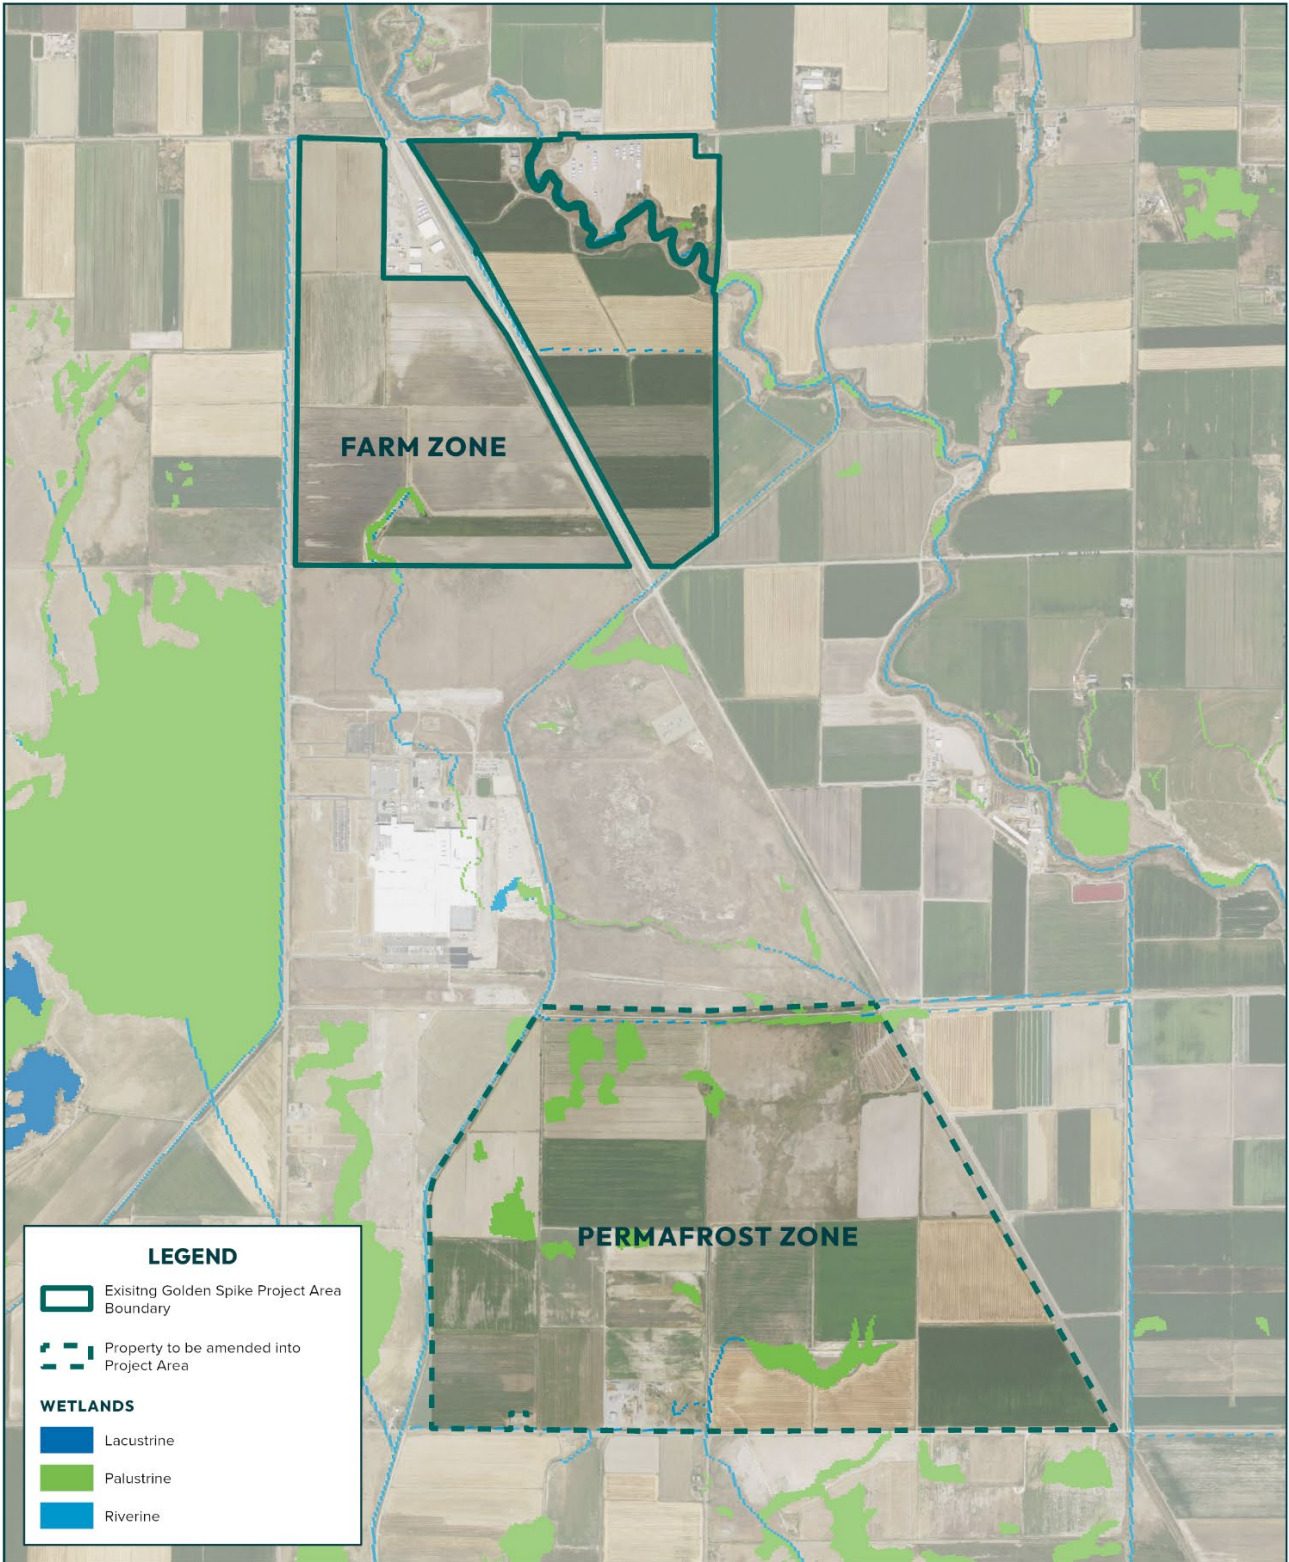 FARM ZONE
PERMAFROST ZONE
LEGEND
Exisitng Golden Spike Project Area
Boundary
Property to be amended into
Project Area
WETLANDS
Lacustrine
Palustrine
Riverine